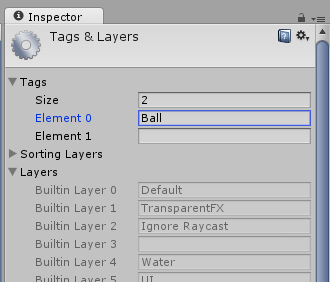 Inspector
Tags & Layers
Tags
Size 2
Element 0 Ball
Element 1
Sorting Layers
Layers
Builtin Layer 0 Default
Builtin Layer 1 TransparentFX
Builtin Layer 2 Ignore Raycast
Builtin Layer 3
Builtin Layer 4 Water
Builtin Layer 5 UI